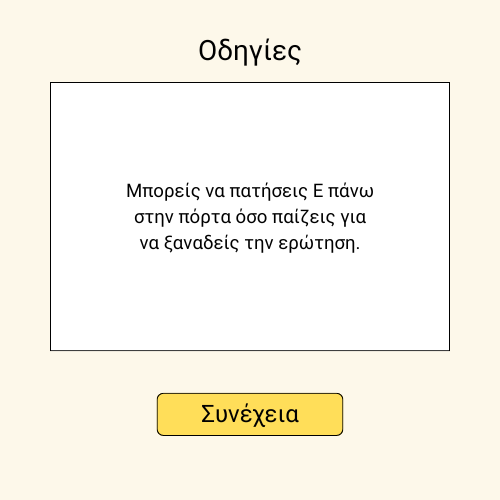 Οδηγίες
Μπορείς να πατήσεις Ε πάνω
στην πόρτα όσο παίζεις για
να ξαναδείς την ερώτηση.
Συνέχεια